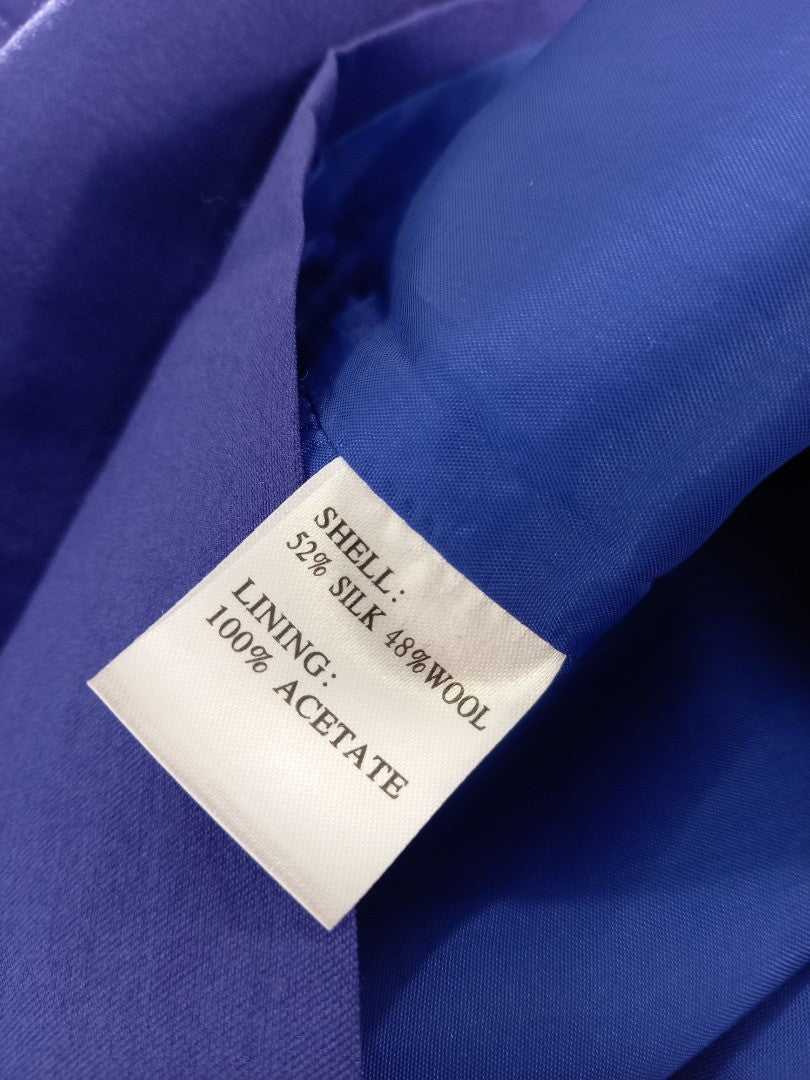 SHELL:
52% SILK 48%WOOL
LINING:
100% ACETATE